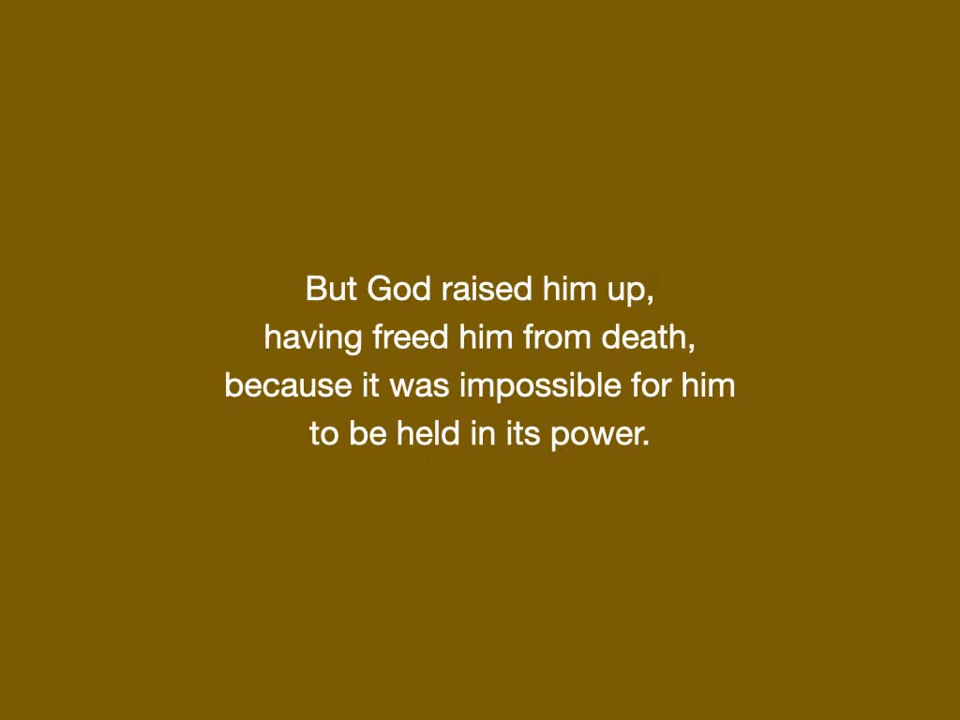 But God raised him up,
having freed him from death,
because it was impossible for him
to be held in its power.